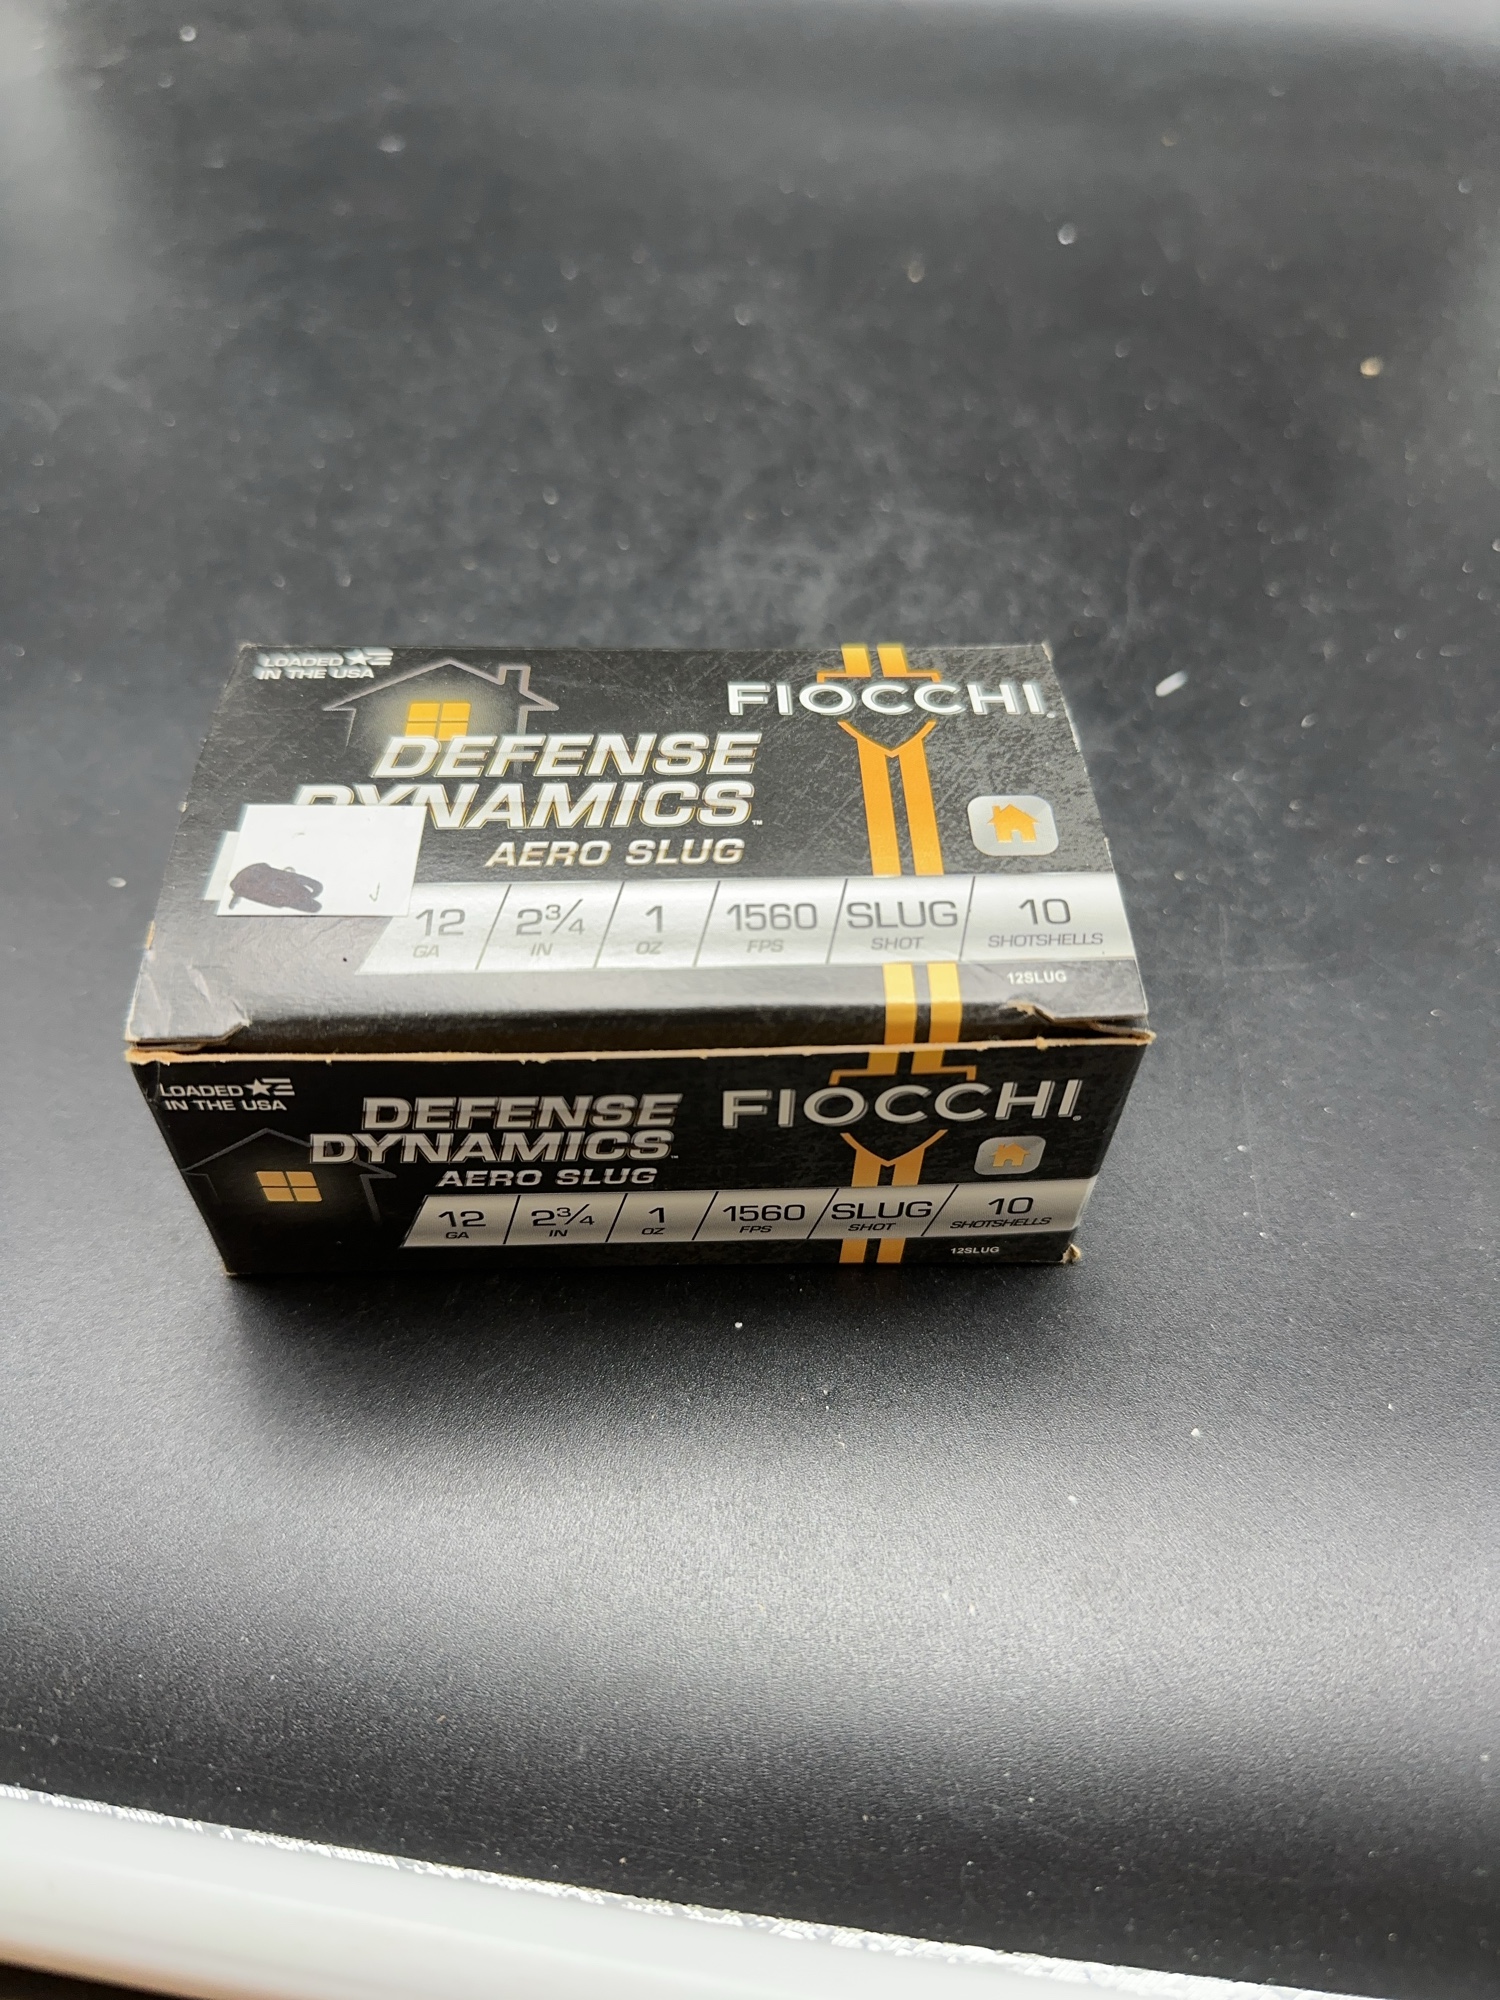 LOADED
IN THE USA
FIOCCHI.
DEFENSE
DYNAMICS™
AERO SLUG
12 2¾ 1 1560 SLUG 10
GA IN OZ FPS SHOT SHOTSHELLS
12SLUG
LOADED
IN THE USA
DEFENSE
DYNAMICS™
AERO SLUG
FIOCCHI.
12 2¾ 1 1560 SLUG 10
GA IN OZ FPS SHOT SHOTSHELLS
12SLUG